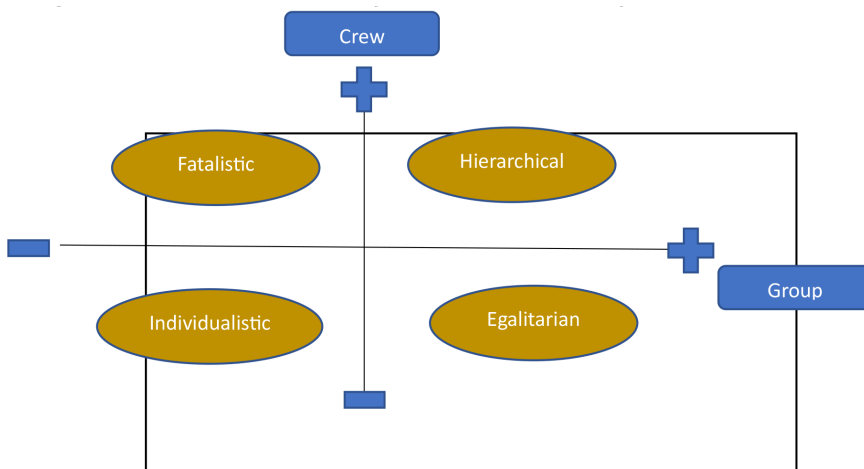 Crew
Fatalistic
Hierarchical
Group
Individualistic
Egalitarian